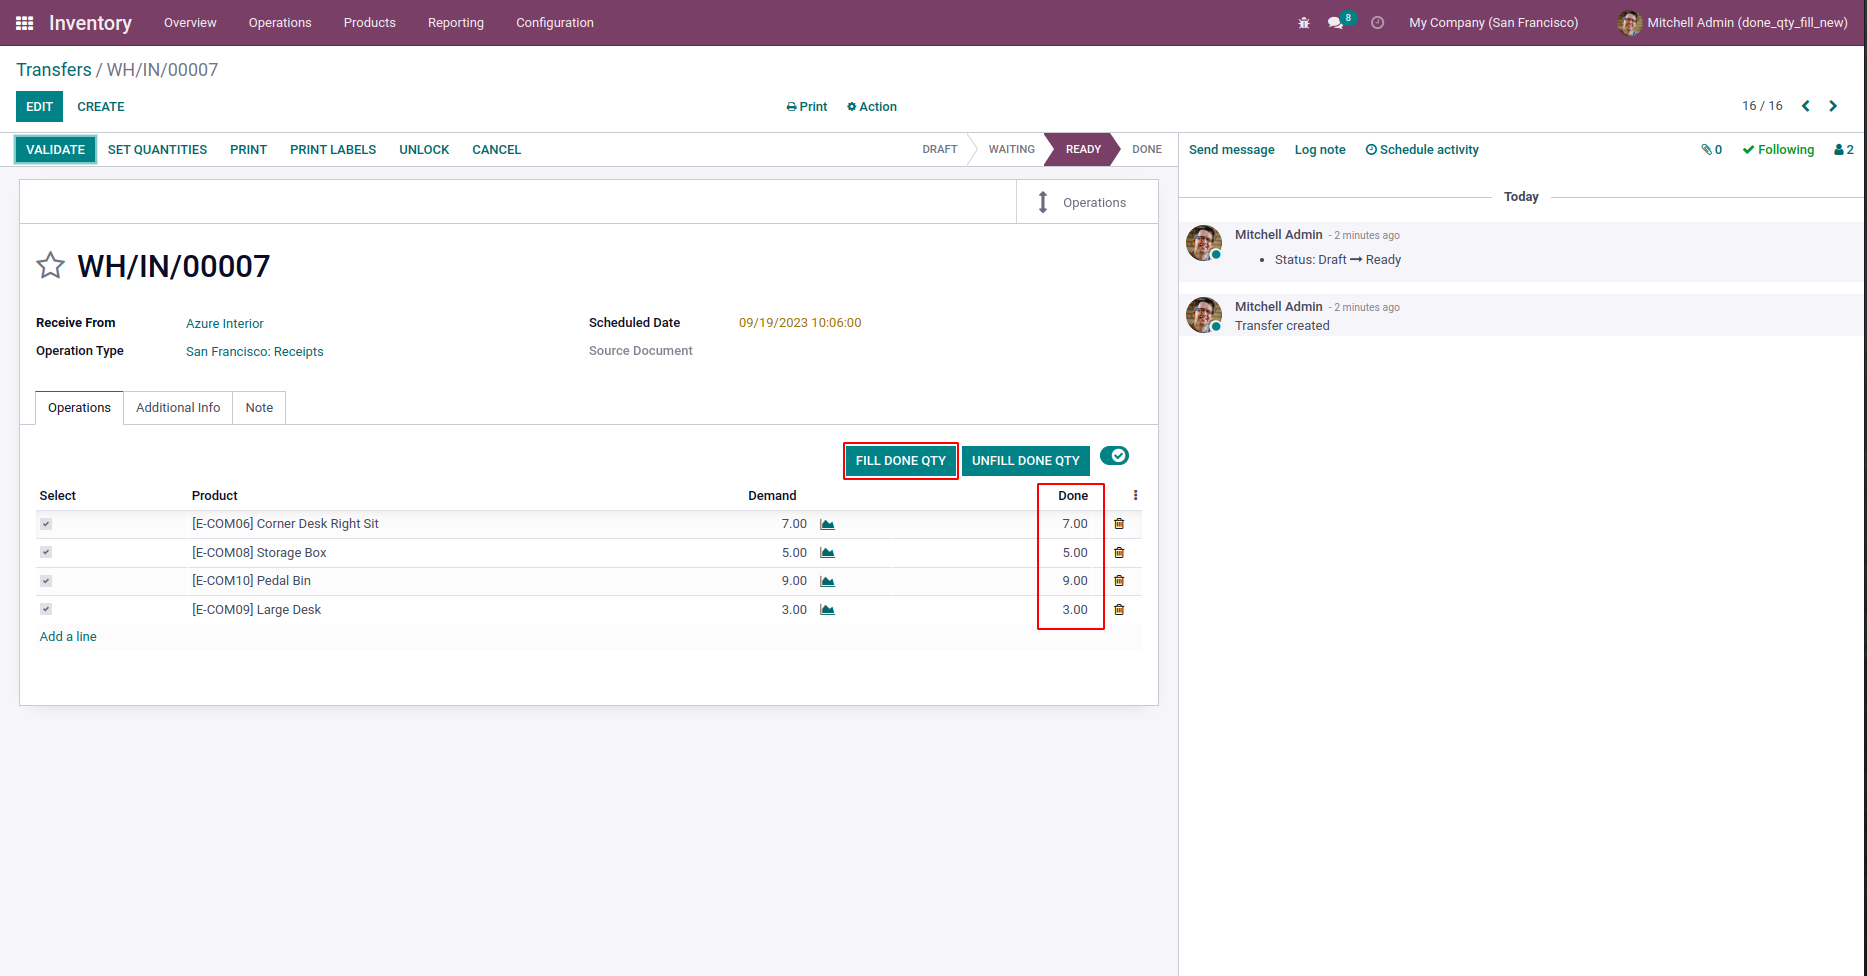 Inventory Overview Operations Products Reporting Configuration 8 My Company (San Francisco) Mitchell Admin (done_qty_fill_new)
Transfers / WH/IN/00007
EDIT CREATE Print Action 16 / 16
VALIDATE SET QUANTITIES PRINT PRINT LABELS UNLOCK CANCEL DRAFT WAITING READY DONE
Operations
WH/IN/00007
Receive From Azure Interior Scheduled Date 09/19/2023 10:06:00
Operation Type San Francisco: Receipts Source Document
Operations Additional Info Note
FILL DONE QTY UNFILL DONE QTY
Select Product Demand Done
[E-COM06] Corner Desk Right Sit 7.00 7.00
[E-COM08] Storage Box 5.00 5.00
[E-COM10] Pedal Bin 9.00 9.00
[E-COM09] Large Desk 3.00 3.00
Add a line
Send message Log note Schedule activity 0 Following 2
Today
Mitchell Admin - 2 minutes ago
• Status: Draft → Ready
Mitchell Admin - 2 minutes ago
Transfer created